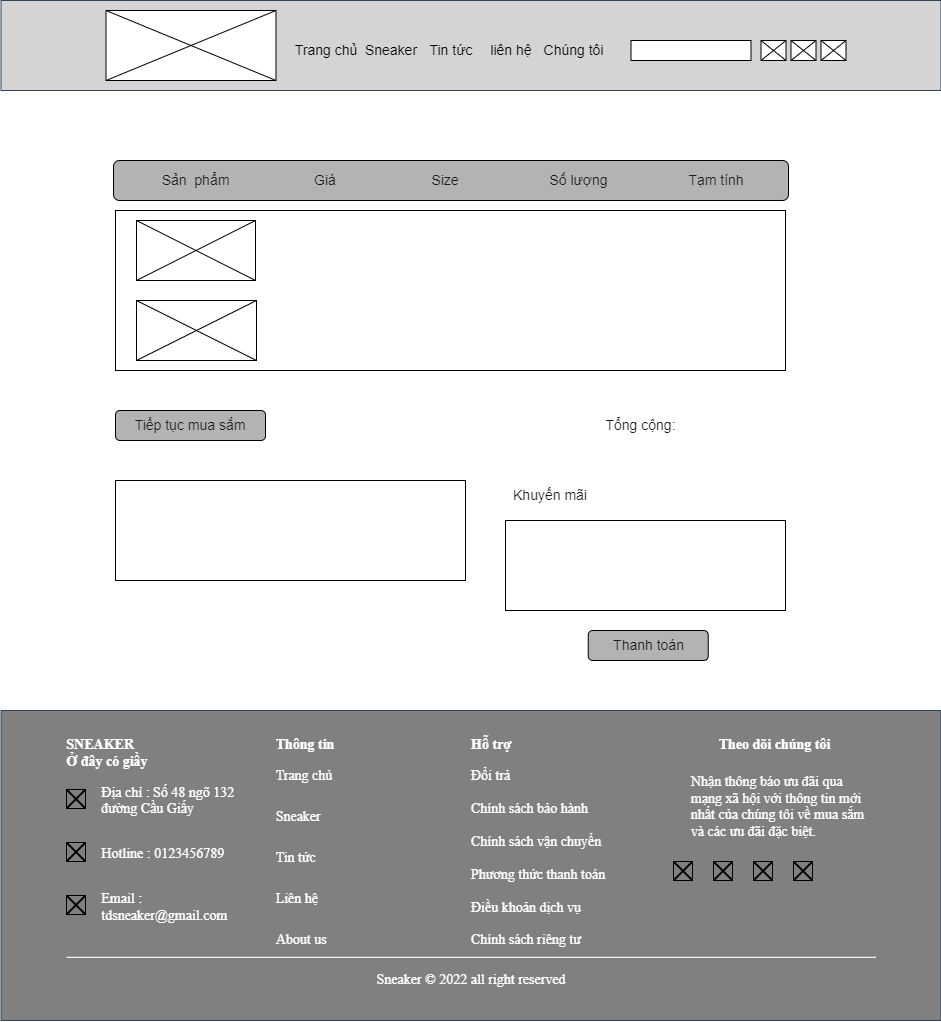 Trang chủ Sneaker Tin tức liên hệ Chúng tôi
Sản phẩm Giá Size Số lượng Tạm tính
Tiếp tục mua sắm
Tổng cộng:
Khuyến mãi
Thanh toán
SNEAKER
Ở đây có giầy
Địa chỉ : Số 48 ngõ 132
đường Cầu Giấy
Hotline : 0123456789
Email :
tdsneaker@gmail.com
Thông tin
Trang chủ
Sneaker
Tin tức
Liên hệ
About us
Hỗ trợ
Đổi trả
Chính sách bảo hành
Chính sách vận chuyển
Phương thức thanh toán
Điều khoản dịch vụ
Chính sách riêng tư
Theo dõi chúng tôi
Nhận thông báo ưu đãi qua
mạng xã hội với thông tin mới
nhất của chúng tôi về mua sắm
và các ưu đãi đặc biệt.
Sneaker © 2022 all right reserved